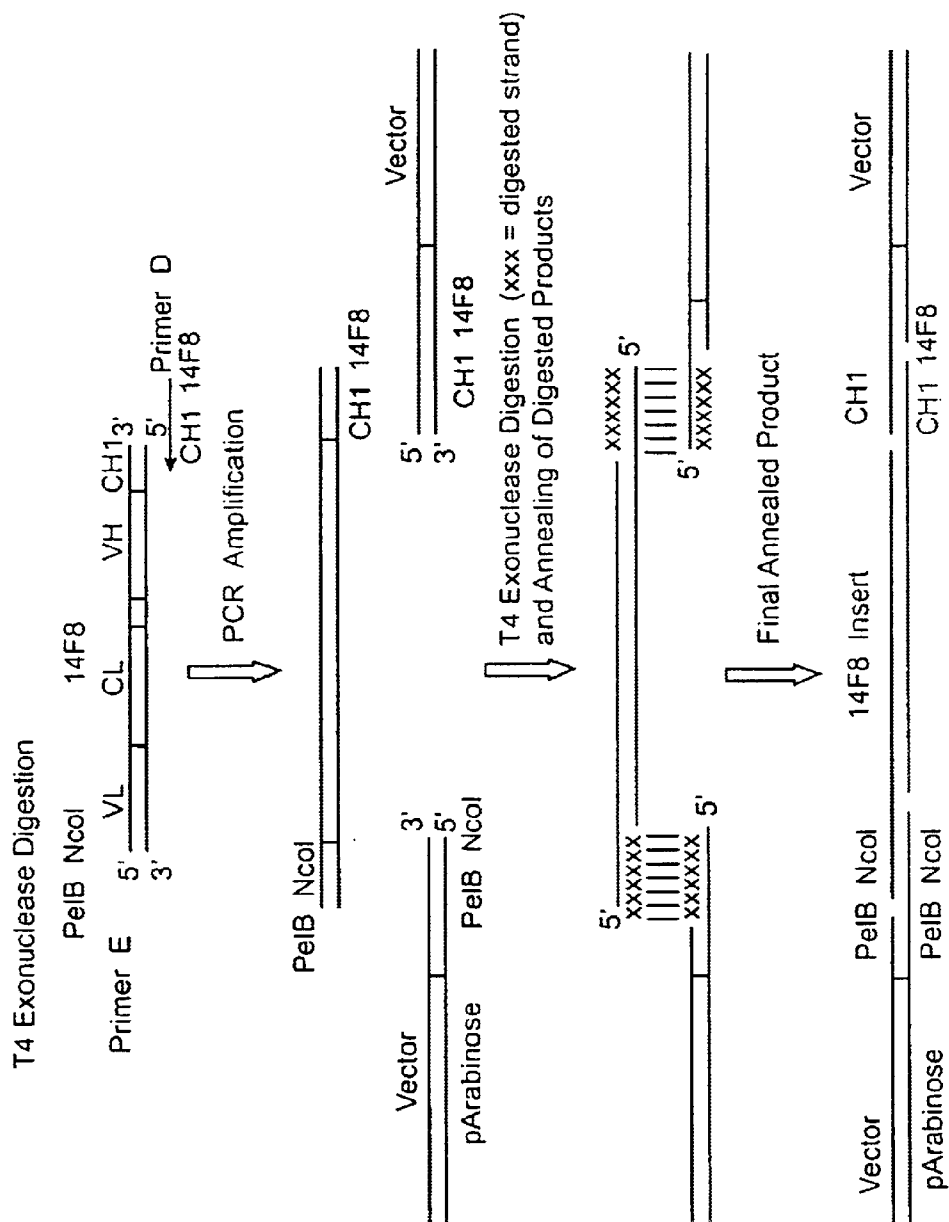 T4 Exonuclease Digestion
PelB NcoI
14F8
Primer E
5'
VL
CL
VH
CH1
3'
3'
5'
Primer D
CH1 14F8
PCR Amplification
PelB NcoI
CH1 14F8
Vector
3'
5'
pArabinose
PelB NcoI
5'
3'
Vector
CH1 14F8
T4 Exonuclease Digestion (xxx = digested strand)
and Annealing of Digested Products
5'
xxxxxx
5'
xxxxxx
xxxxxx
5'
5'
xxxxxx
Final Annealed Product
Vector
PelB NcoI
14F8 Insert
CH1
Vector
pArabinose
PelB NcoI
CH1 14F8